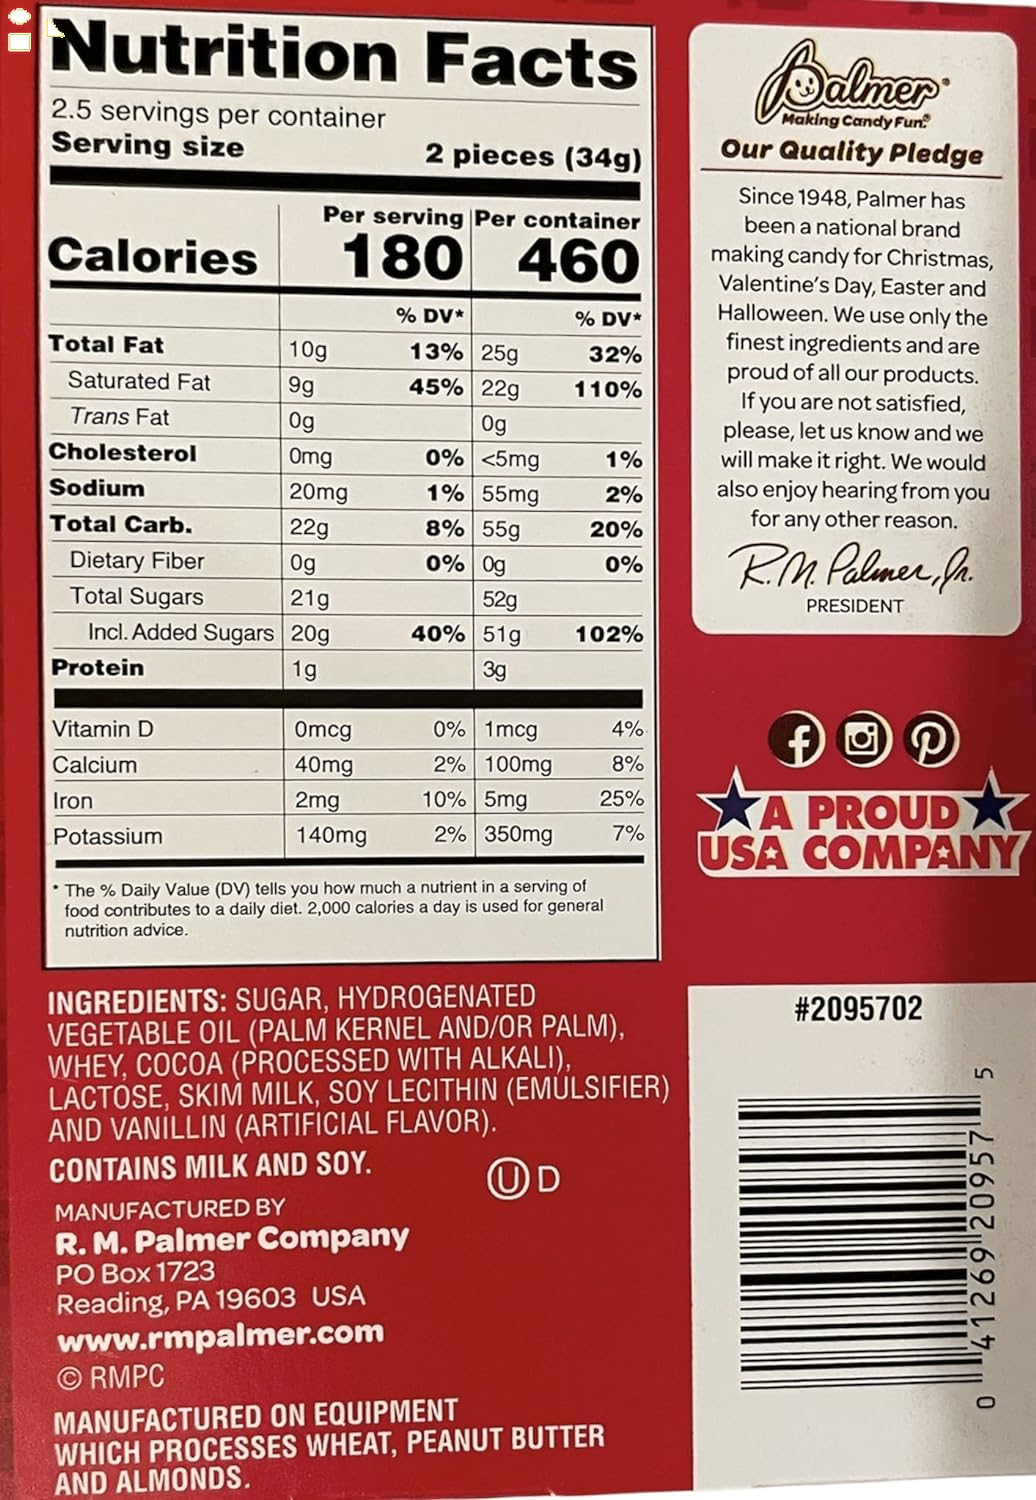 Nutrition Facts
2.5 servings per container
Serving size 2 pieces (34g)
Per serving Per container
Calories 180 460
% DV* % DV*
Total Fat 10g 13% 25g 32%
Saturated Fat 9g 45% 22g 110%
Trans Fat 0g 0g
Cholesterol 0mg 0% <5mg 1%
Sodium 20mg 1% 55mg 2%
Total Carb. 22g 8% 55g 20%
Dietary Fiber 0g 0% 0g 0%
Total Sugars 21g 52g
Incl. Added Sugars 20g 40% 51g 102%
Protein 1g 3g
Vitamin D 0mcg 0% 1mcg 4%
Calcium 40mg 2% 100mg 8%
Iron 2mg 10% 5mg 25%
Potassium 140mg 2% 350mg 7%
* The % Daily Value (DV) tells you how much a nutrient in a serving of
food contributes to a daily diet. 2,000 calories a day is used for general
nutrition advice.
INGREDIENTS: SUGAR, HYDROGENATED
VEGETABLE OIL (PALM KERNEL AND/OR PALM),
WHEY, COCOA (PROCESSED WITH ALKALI),
LACTOSE, SKIM MILK, SOY LECITHIN (EMULSIFIER)
AND VANILLIN (ARTIFICIAL FLAVOR).
CONTAINS MILK AND SOY.
U D
MANUFACTURED BY
R. M. Palmer Company
PO Box 1723
Reading, PA 19603 USA
www.rmpalmer.com
© RMPC
MANUFACTURED ON EQUIPMENT
WHICH PROCESSES WHEAT, PEANUT BUTTER
AND ALMONDS.
Palmer®
Making Candy Fun.®
Our Quality Pledge
Since 1948, Palmer has
been a national brand
making candy for Christmas,
Valentine's Day, Easter and
Halloween. We use only the
finest ingredients and are
proud of all our products.
If you are not satisfied,
please, let us know and we
will make it right. We would
also enjoy hearing from you
for any other reason.
R.M. Palmer, Jr.
PRESIDENT
A PROUD
USA COMPANY
#2095702
0 41269 20957 5